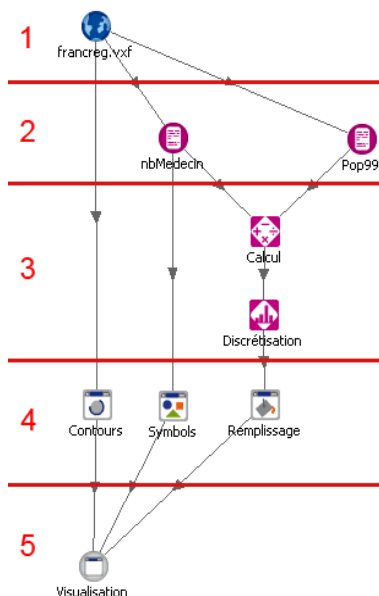 1
francreg.vxf
2
nbMedecin
Pop99
3
Calcul
Discrétisation
4
Contours
Symbols
Remplissage
5
Visualisation